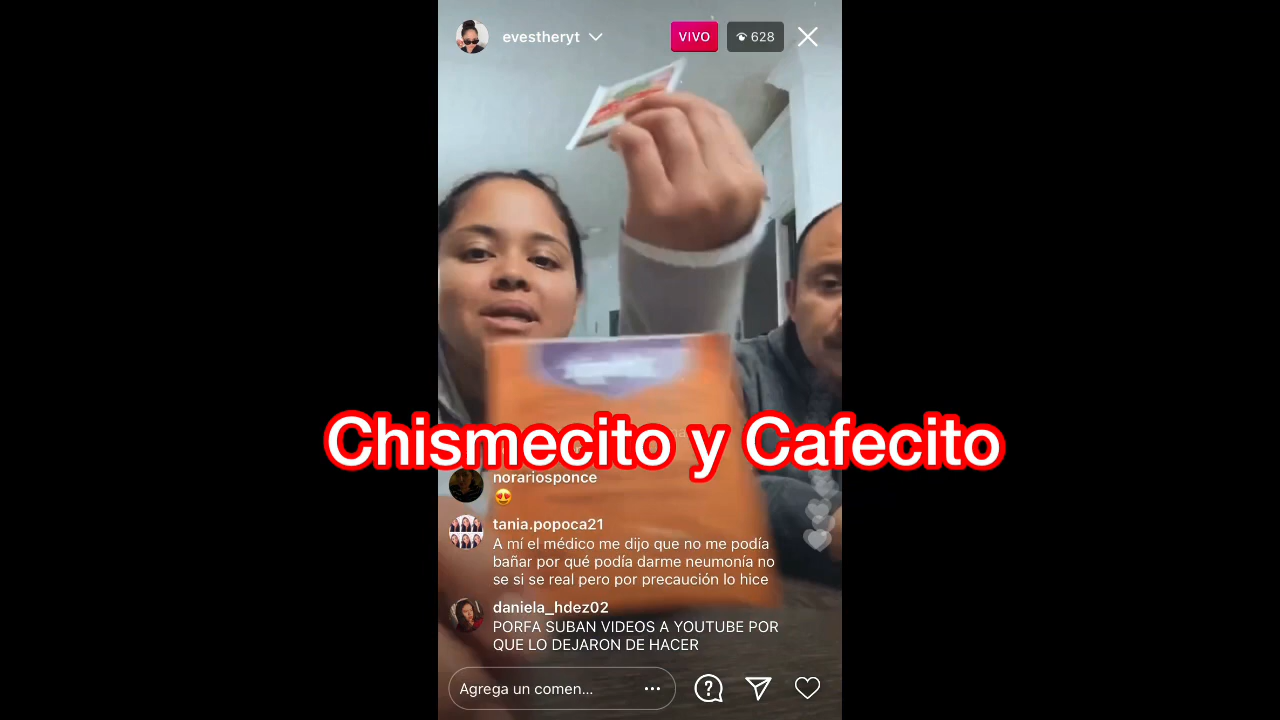 evestheryt
VIVO
628
Chismecito y Cafecito
norariosponce
😍
tania.popoca21
A mí el médico me dijo que no me podía
bañar por qué podía darme neumonía no
se si se real pero por precaución lo hice
daniela_hdez02
PORFA SUBAN VIDEOS A YOUTUBE POR
QUE LO DEJARON DE HACER
Agrega un comen...